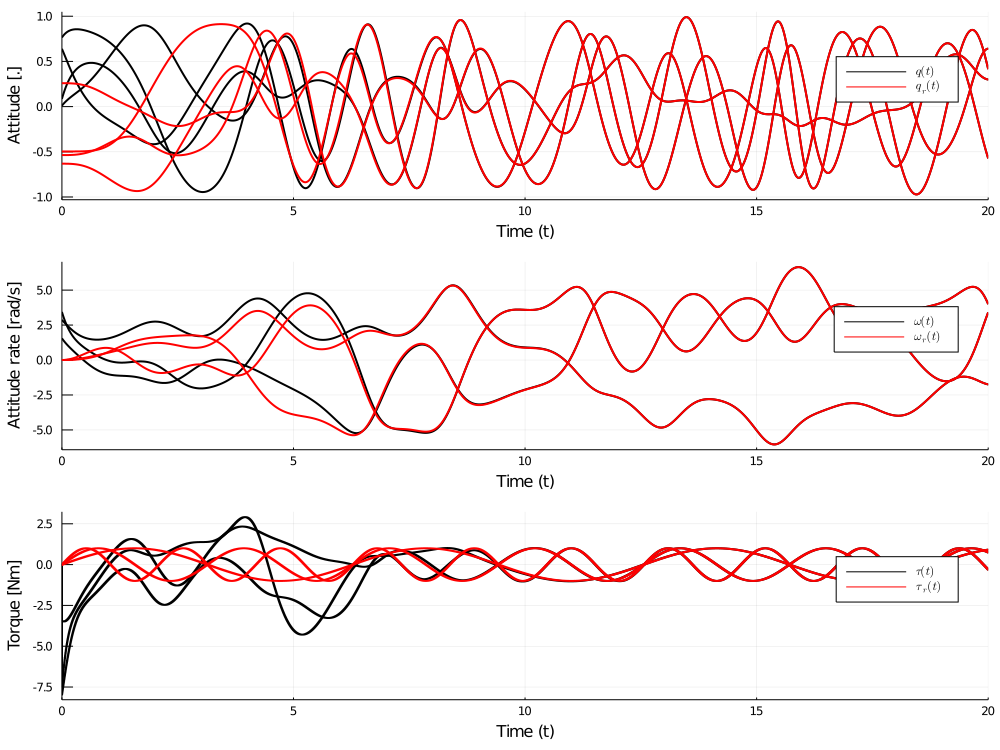 Attitude [.]
1.0
0.5
0.0
-0.5
-1.0
q(t)
q_r(t)
0 5 10 15 20
Time (t)
Attitude rate [rad/s]
5.0
2.5
0.0
-2.5
-5.0
ω(t)
ω_r(t)
0 5 10 15 20
Time (t)
Torque [Nm]
2.5
0.0
-2.5
-5.0
-7.5
τ(t)
τ_r(t)
0 5 10 15 20
Time (t)